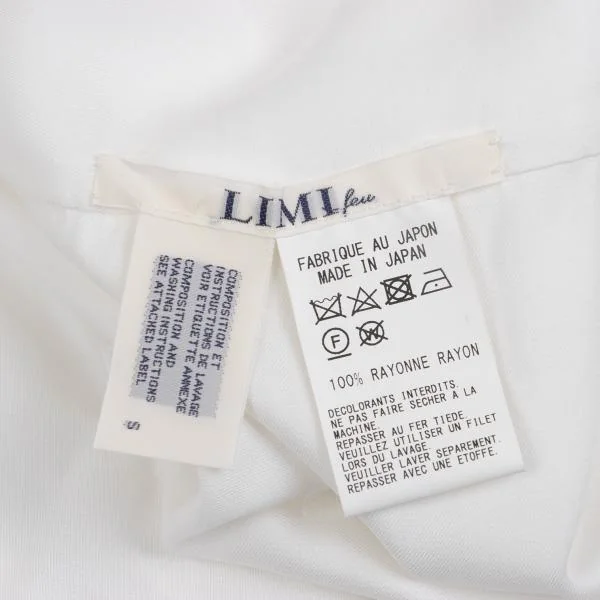 LIMI feu
COMPOSITION ET
INSTRUCTIONS DE LAVAGE
VOIR ETIQUETTE ANNEXE
COMPOSITION AND
WASHING INSTRUCTIONS
SEE ATTACHED LABEL
S
FABRIQUE AU JAPON
MADE IN JAPAN
F
W
100% RAYONNE RAYON
DECOLORANTS INTERDITS.
NE PAS FAIRE SECHER A LA
MACHINE.
REPASSER AU FER TIEDE.
VEUILLEZ UTILISER UN FILET
LORS DU LAVAGE.
VEUILLER LAVER SEPAREMENT.
REPASSER AVEC UNE ETOFFE.